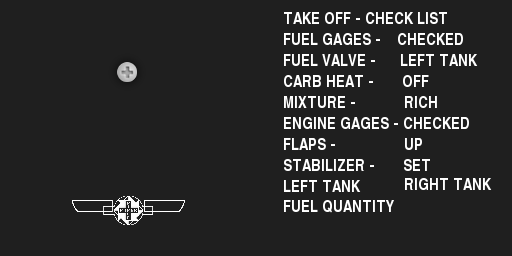 TAKE OFF - CHECK LIST
FUEL GAGES - CHECKED
FUEL VALVE - LEFT TANK
CARB HEAT - OFF
MIXTURE - RICH
ENGINE GAGES - CHECKED
FLAPS - UP
STABILIZER - SET
LEFT TANK RIGHT TANK
FUEL QUANTITY